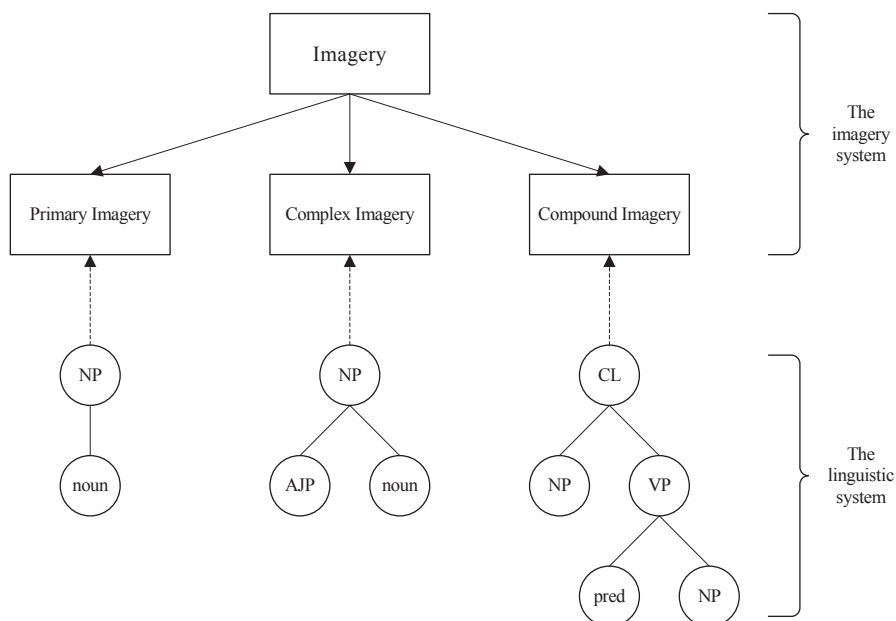 Imagery
The
imagery
system
Primary Imagery
Complex Imagery
Compound Imagery
NP
NP
CL
noun
AJP
noun
NP
VP
The
linguistic
system
pred
NP